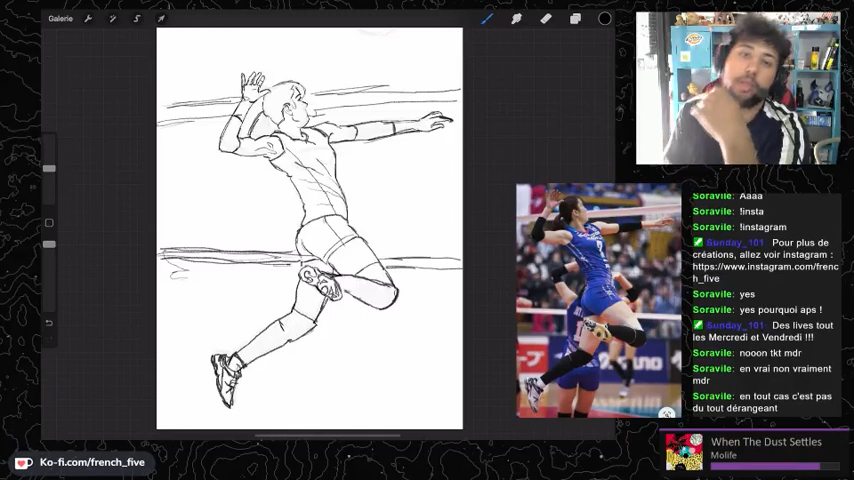 Galerie
Soravile: Aaaa
Soravile: !insta
Soravile: !instagram
Sunday_101: Pour plus de
créations, allez voir instagram :
https://www.instagram.com/frenc
h_five
Soravile: yes
Soravile: yes pourquoi aps !
Sunday_101: Des lives tout
les Mercredi et Vendredi !!!
Soravile: nooon tkt mdr
Soravile: en vrai non vraiment
mdr
Soravile: en tout cas c'est pas
du tout dérangeant
When The Dust Settles
Molife
Ko-fi.com/french_five